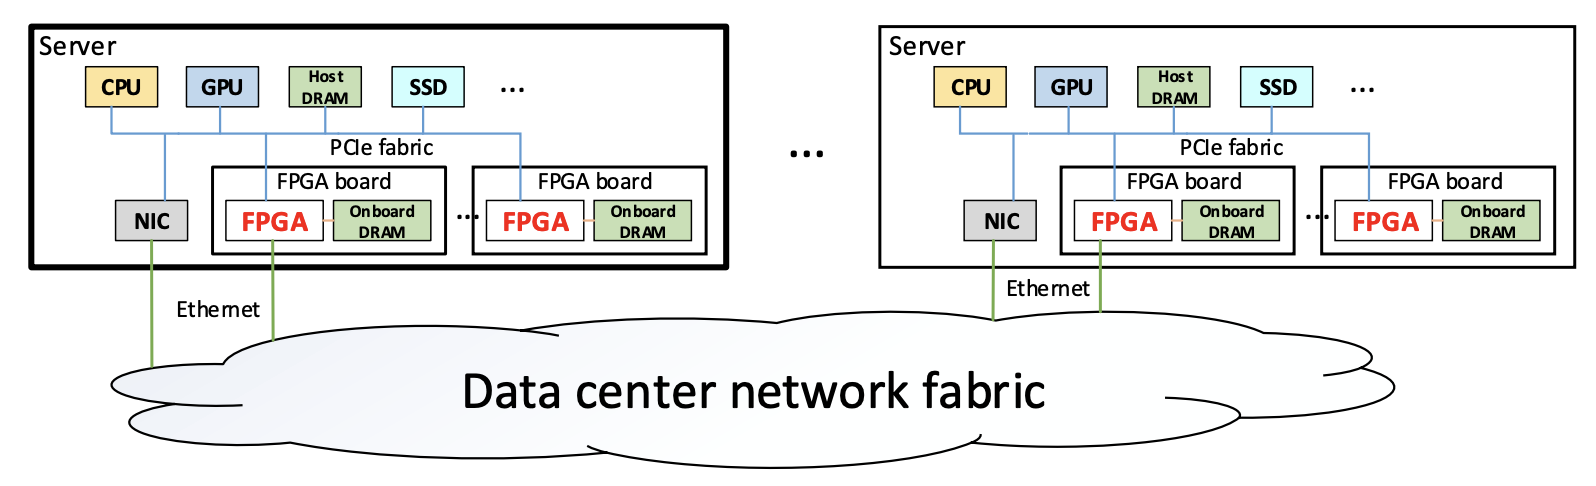 Server
CPU
GPU
Host
DRAM
SSD
...
PCIe fabric
FPGA board
FPGA board
NIC
FPGA
Onboard
DRAM
...
FPGA
Onboard
DRAM
Ethernet
...
Server
CPU
GPU
Host
DRAM
SSD
...
PCIe fabric
FPGA board
FPGA board
NIC
FPGA
Onboard
DRAM
...
FPGA
Onboard
DRAM
Ethernet
Data center network fabric